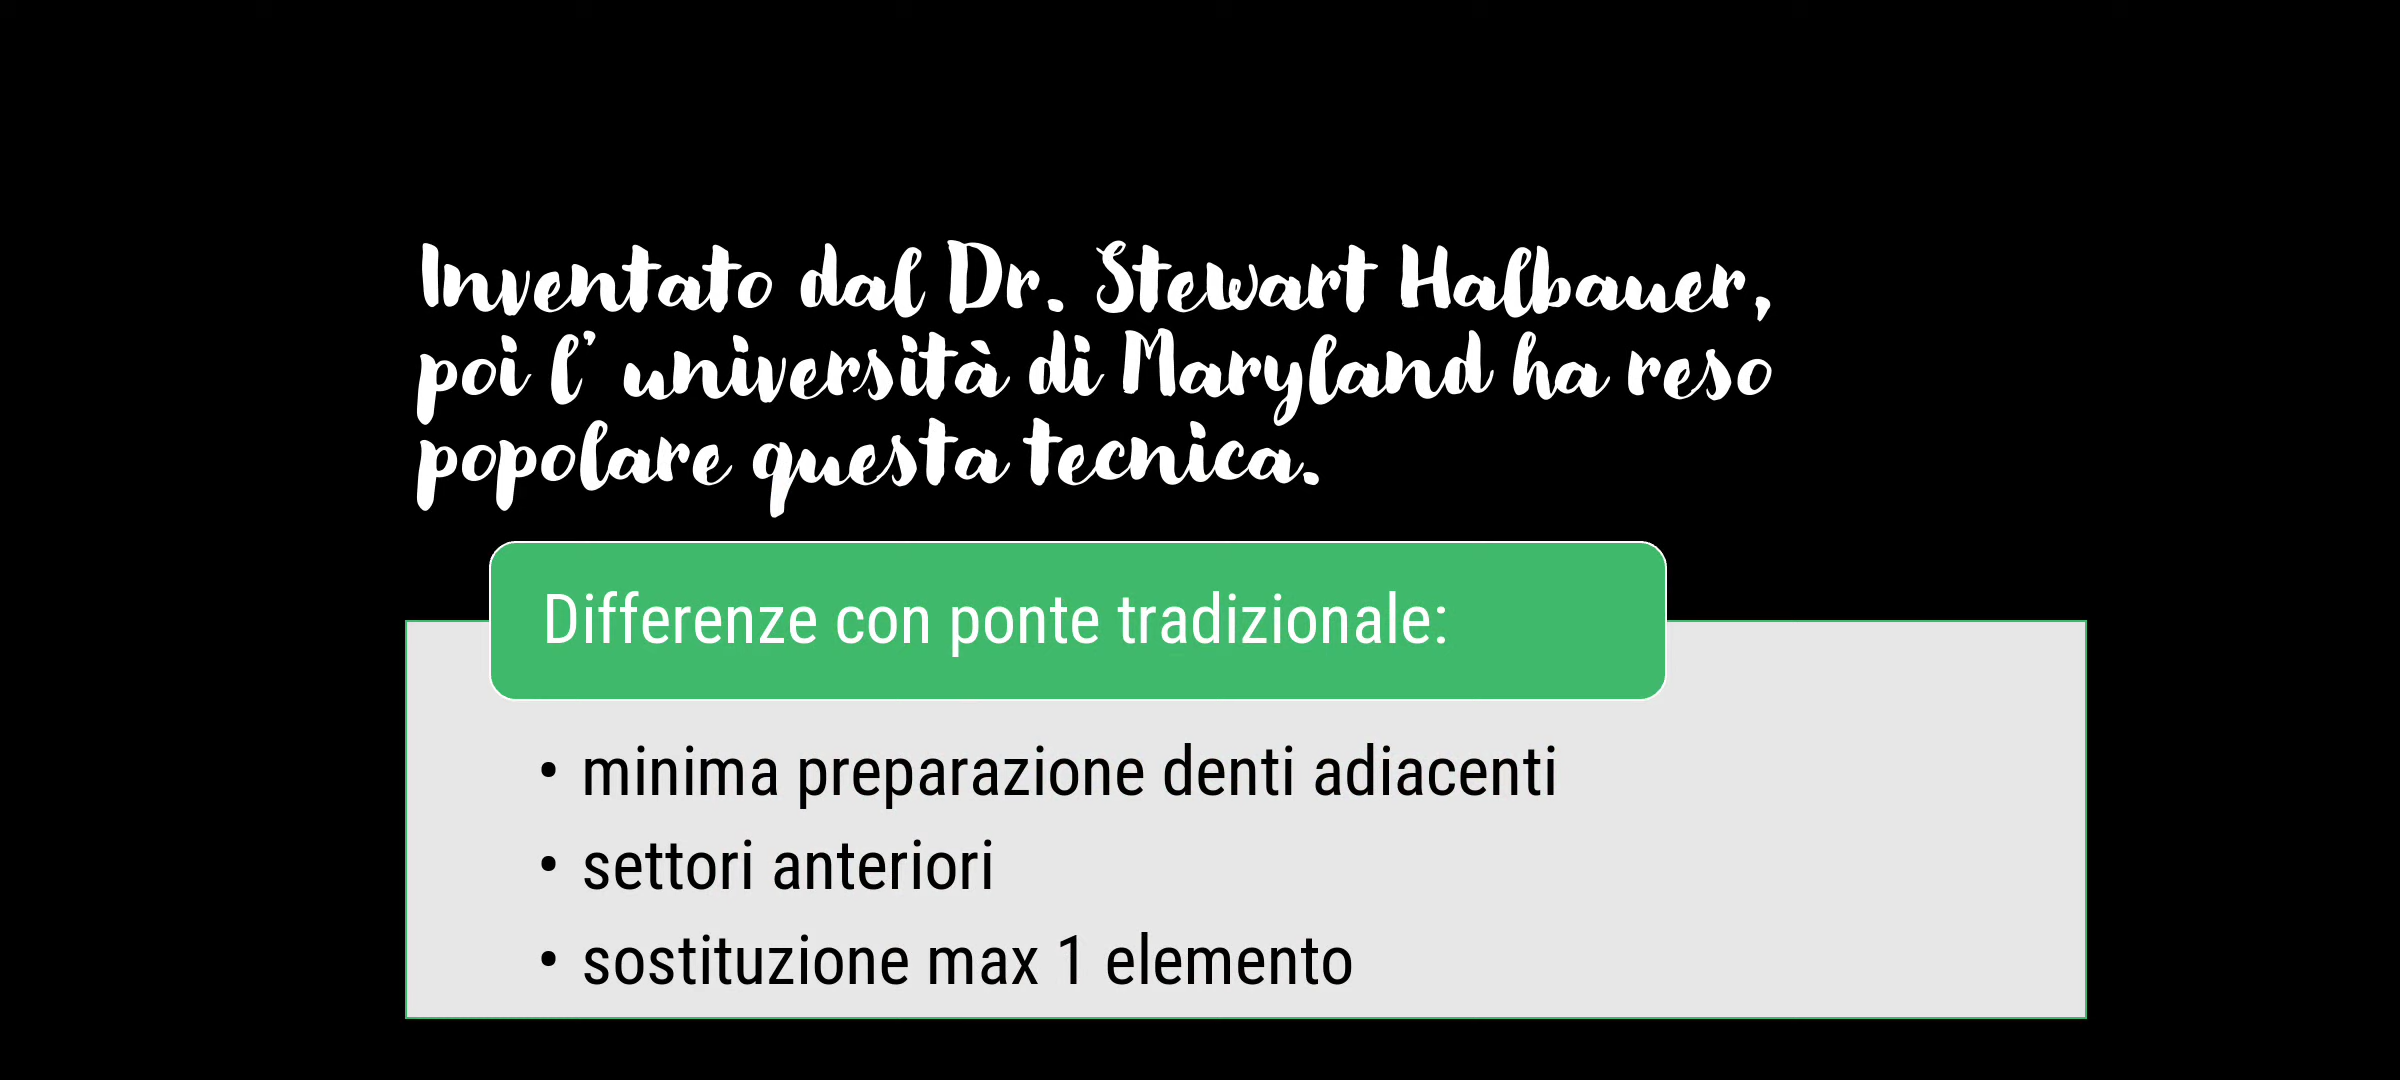 Inventato dal Dr. Stewart Halbauer,
poi l' università di Maryland ha reso
popolare questa tecnica.
Differenze con ponte tradizionale:
• minima preparazione denti adiacenti
• settori anteriori
• sostituzione max 1 elemento